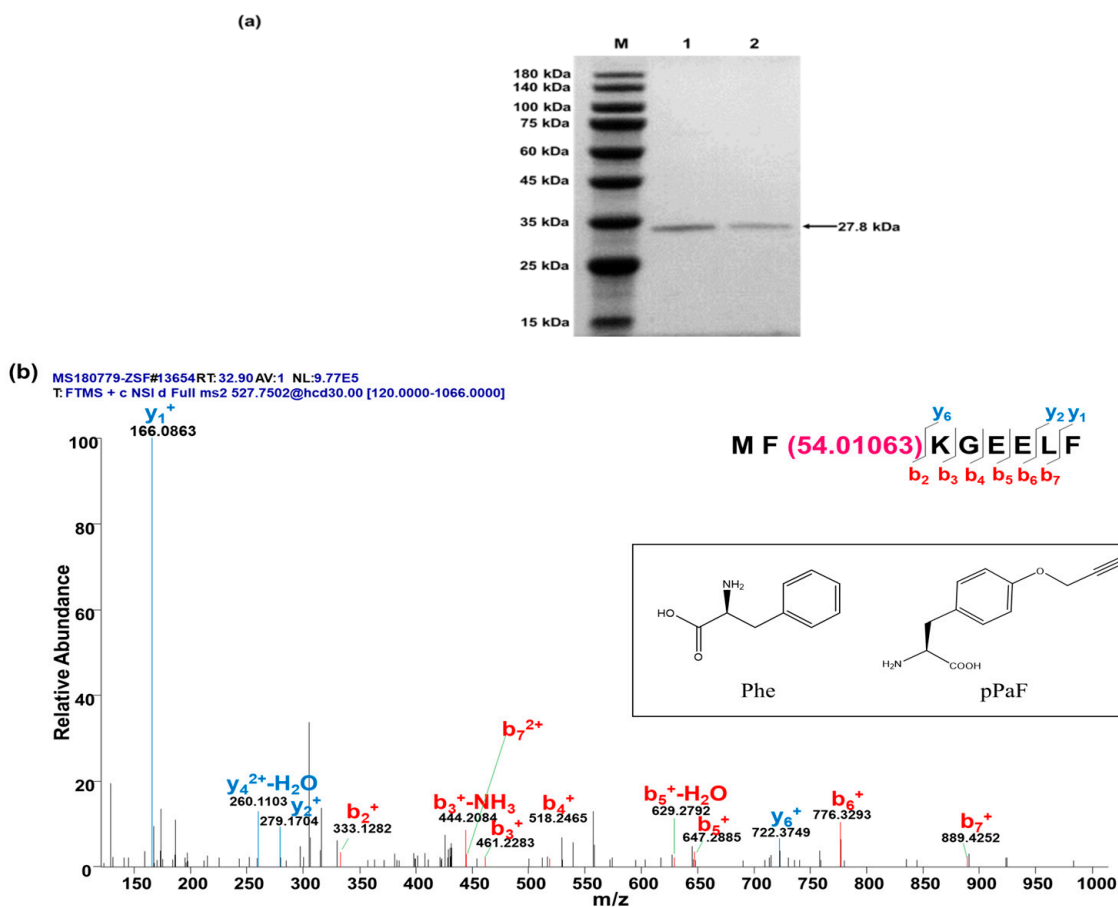 (a)
M 1 2
180 kDa
140 kDa
100 kDa
75 kDa
60 kDa
45 kDa
35 kDa
27.8 kDa
25 kDa
15 kDa
(b)
MS180779-ZSF#13654RT:32.90 AV:1 NL:9.77E5
T: FTMS + c NSI d Full ms2 527.7502@hcd30.00 [120.0000-1066.0000]
y₁⁺
166.0863
y₆ y₂ y₁
M F (54.01063) K G E E L F
b₂ b₃ b₄ b₅ b₆ b₇
NH₂
HO
O
Phe
O
H₂N
COOH
pPaF
Relative Abundance
100
80
60
40
20
0
y₄²⁺-H₂O
260.1103
y₂⁺
279.1704
b₂⁺
333.1282
b₇²⁺
b₃⁺-NH₃
444.2084
b₃⁺
461.2283
b₄⁺
518.2465
b₅⁺-H₂O
629.2792
b₅⁺
647.2885
y₆⁺
722.3749
b₆⁺
776.3293
b₇⁺
889.4252
150 200 250 300 350 400 450 500 550 600 650 700 750 800 850 900 950 1000
m/z